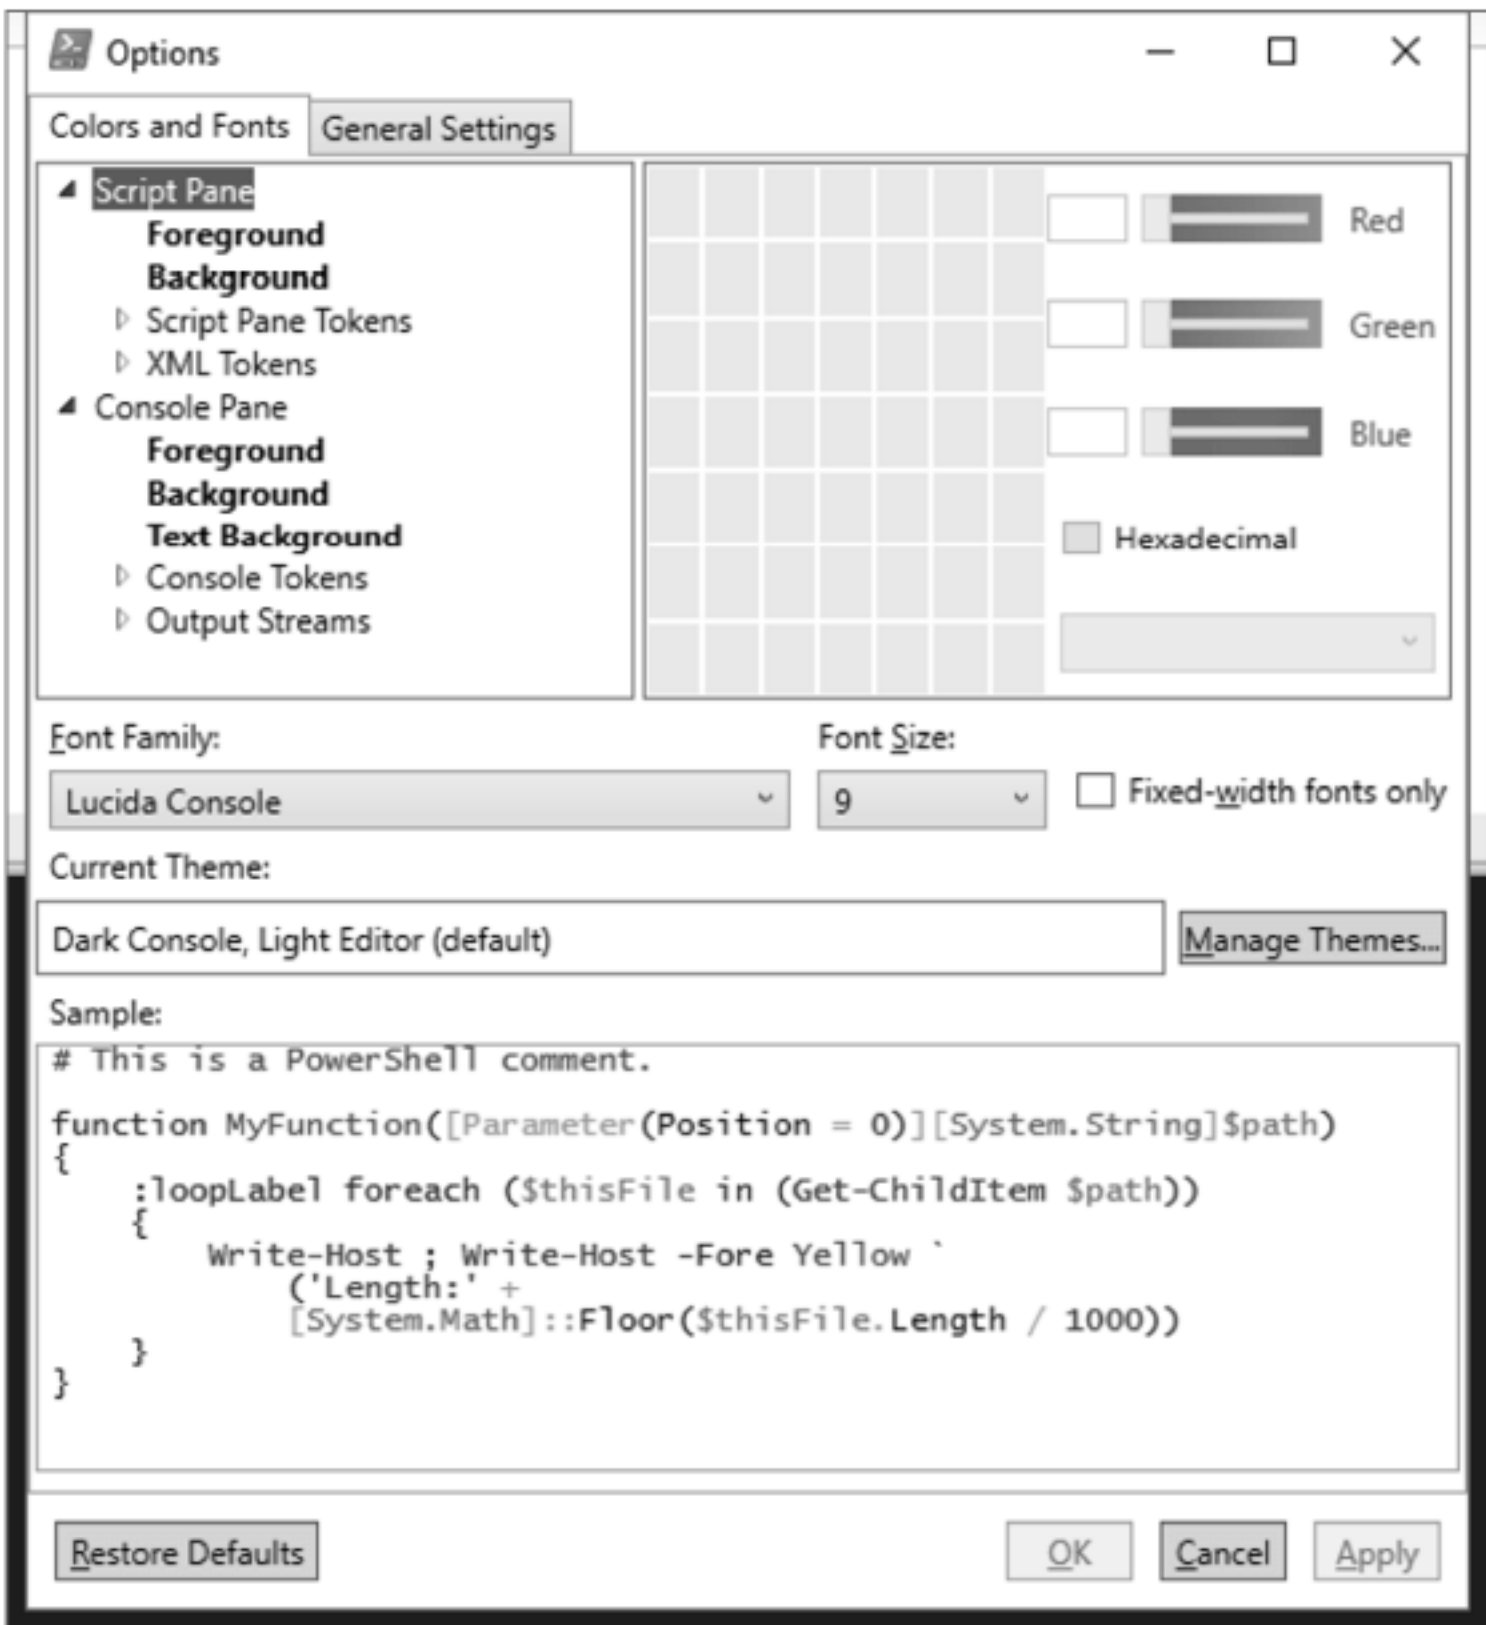 Options
Colors and Fonts
General Settings
Script Pane
Foreground
Background
Script Pane Tokens
XML Tokens
Console Pane
Foreground
Background
Text Background
Console Tokens
Output Streams
Red
Green
Blue
Hexadecimal
Font Family:
Font Size:
Lucida Console
9
Fixed-width fonts only
Current Theme:
Dark Console, Light Editor (default)
Manage Themes...
Sample:
# This is a PowerShell comment.
function MyFunction([Parameter(Position = 0)][System.String]$path)
{
    :loopLabel foreach ($thisFile in (Get-ChildItem $path))
    {
        Write-Host ; Write-Host -Fore Yellow `
            ('Length:' +
            [System.Math]::Floor($thisFile.Length / 1000))
    }
}
Restore Defaults
OK
Cancel
Apply